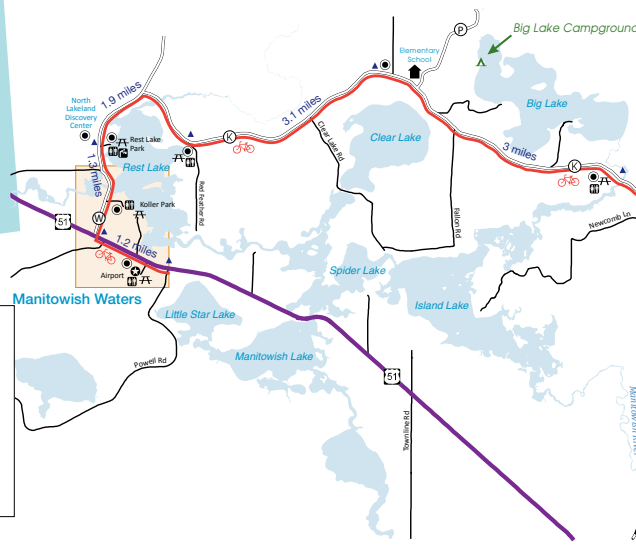 P
Big Lake Campground
Elementary
School
1.9 miles
North
Lakeland
Discovery
Center
3.1 miles
Big Lake
Rest Lake
Park
K
Clear Lake
Clear Lake Rd
3 miles
Rest Lake
1.3 miles
K
Red Feather Rd
Koller Park
W
Fallon Rd
Newcomb Ln
51
1.2 miles
Airport
Spider Lake
Manitowish Waters
Little Star Lake
Island Lake
Manitowish Lake
Powell Rd
51
Manitowish River
Townline Rd